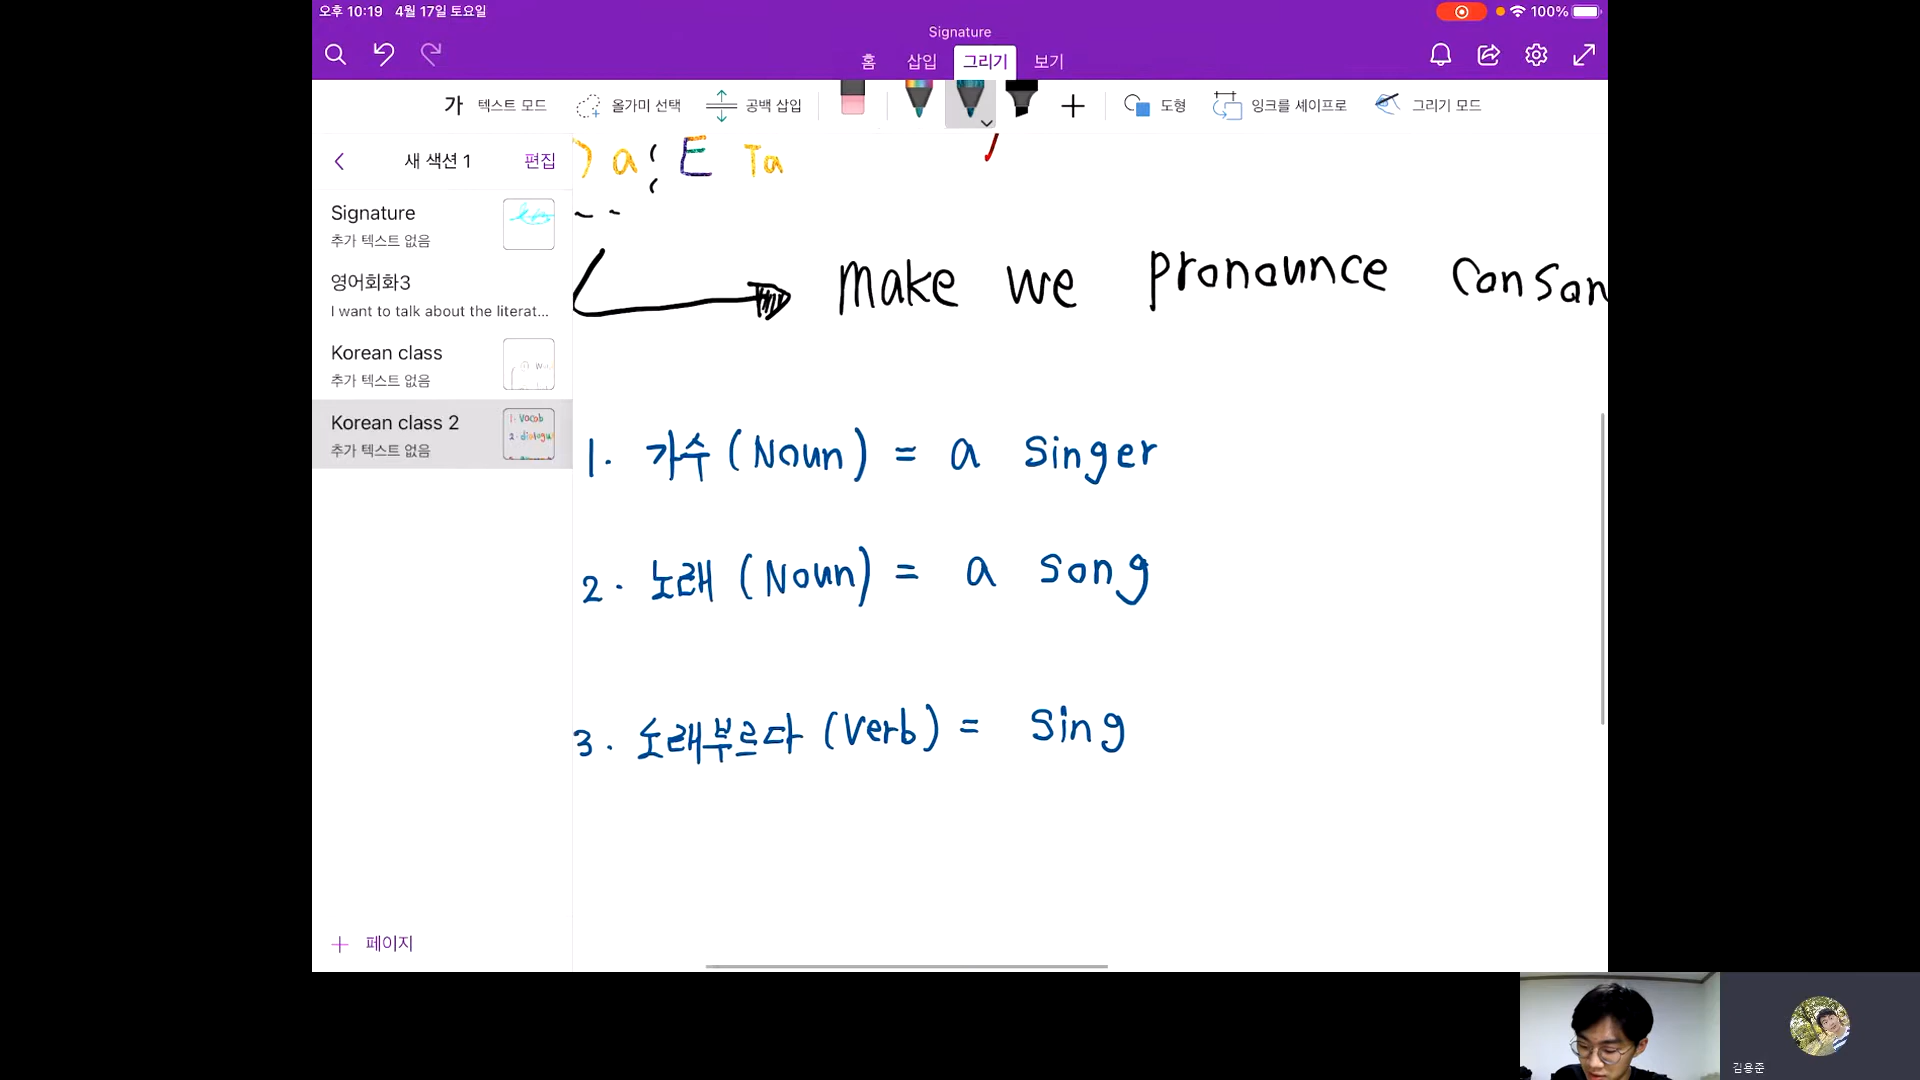 오후 10:19 4월 17일 토요일
100%
Signature
홈 삽입 그리기 보기
가 텍스트 모드 올가미 선택 공백 삽입 도형 잉크를 셰이프로 그리기 모드
새 섹션 1 편집
a E Ta
Signature
추가 텍스트 없음
영어회화3
I want to talk about the literat...
make we pronounce conson
Korean class
추가 텍스트 없음
Korean class 2
추가 텍스트 없음
1. 가수 (Noun) = a singer
2. 노래 (Noun) = a song
3. 노래부르다 (Verb) = Sing
+ 페이지
김용준